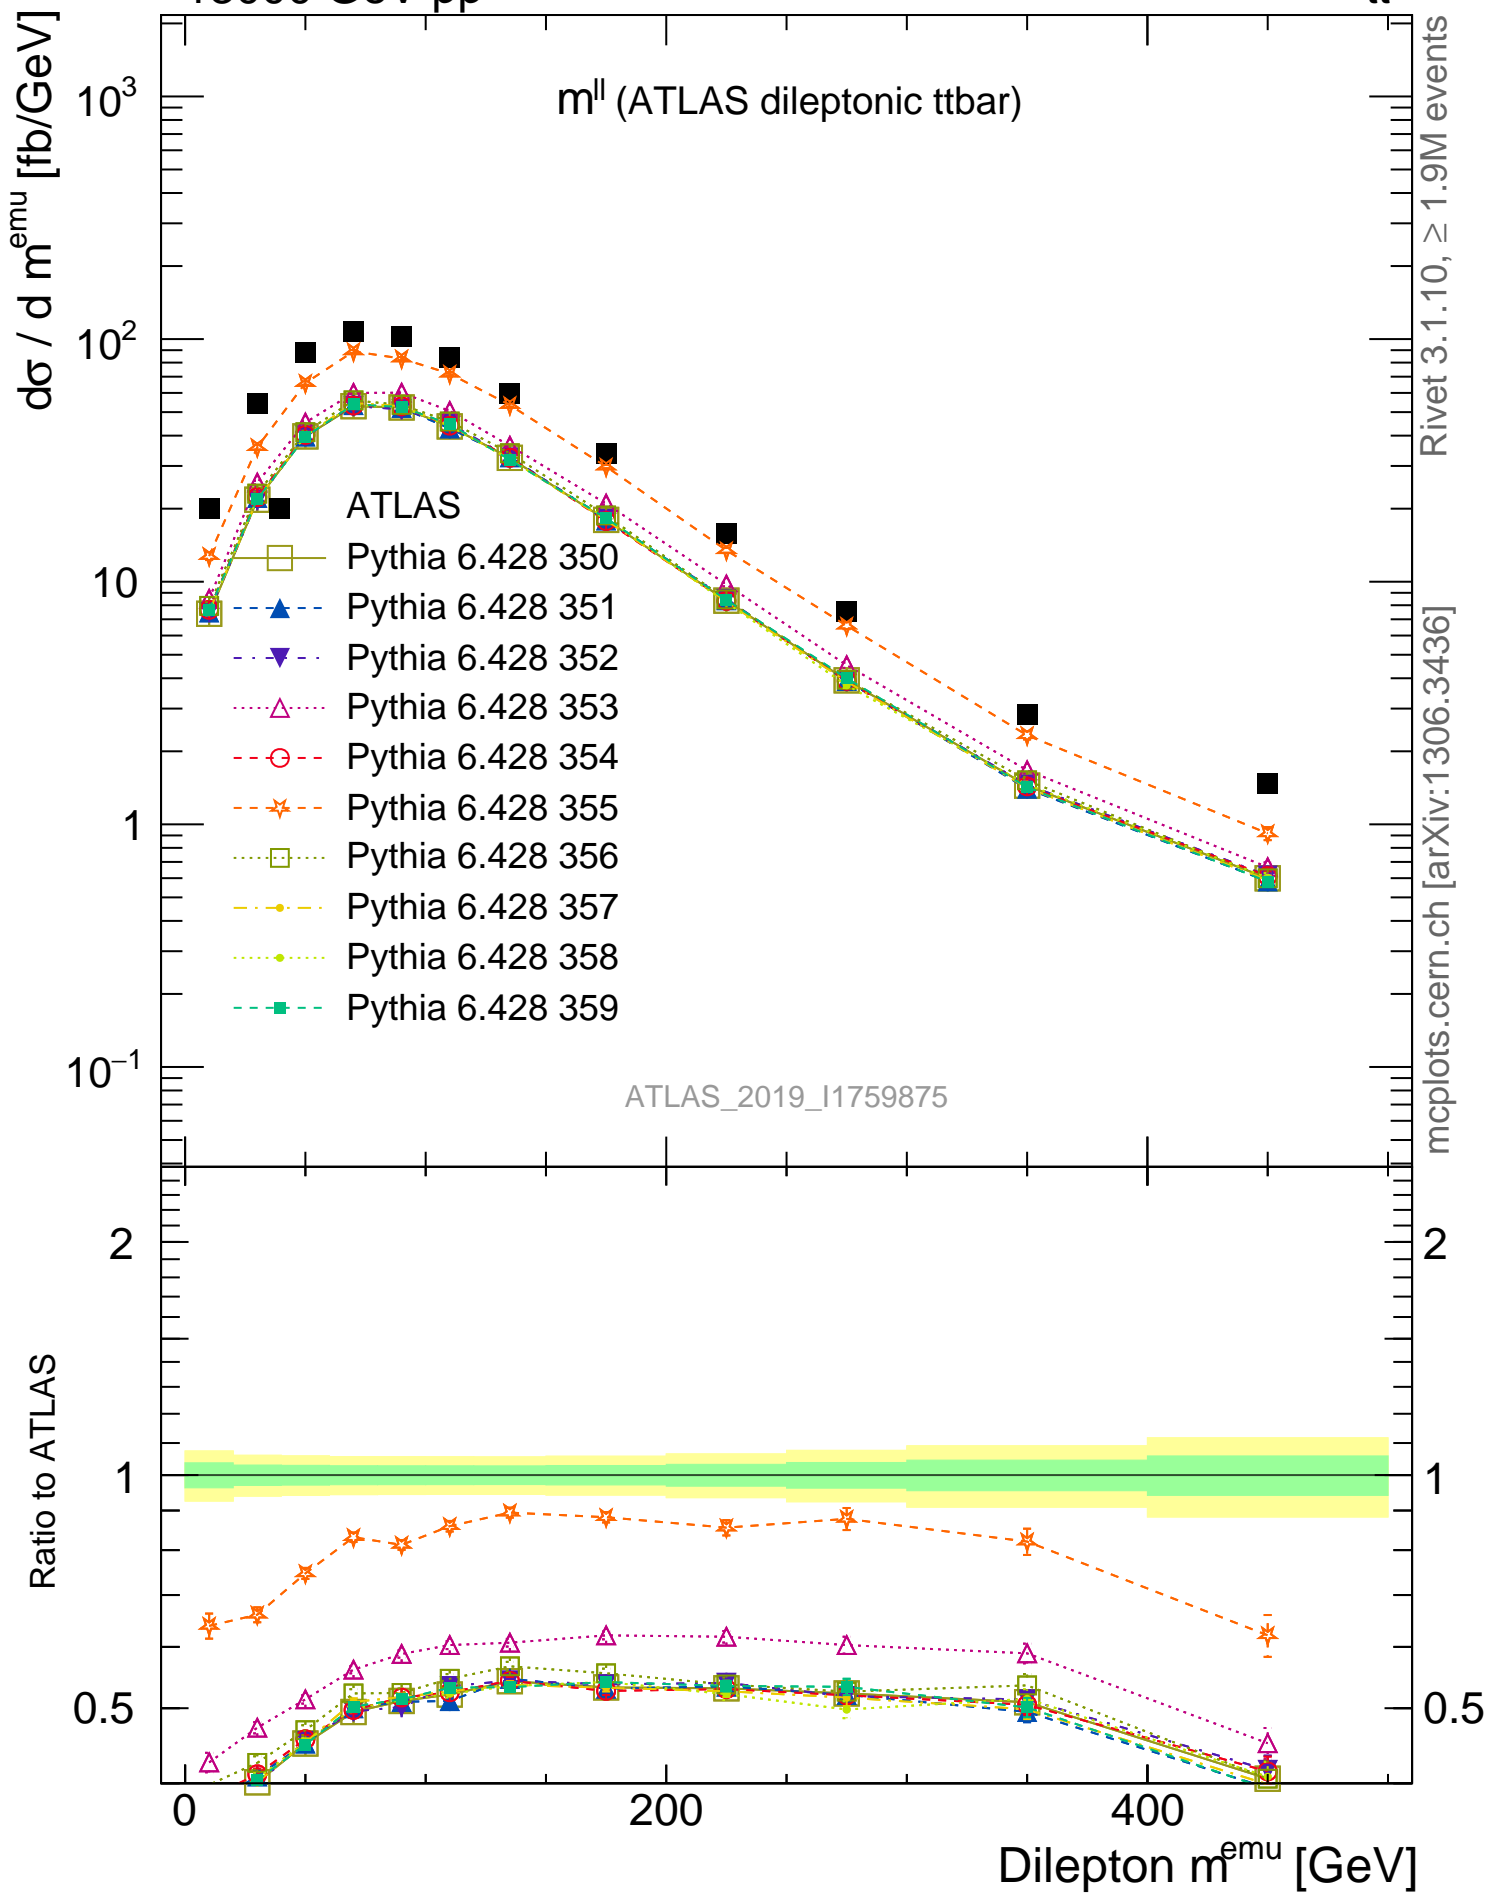 13000 GeV pp
tt
dσ / d m^emu [fb/GeV]
m^ll (ATLAS dileptonic ttbar)
10^3
10^2
10
1
10^−1
ATLAS
Pythia 6.428 350
Pythia 6.428 351
Pythia 6.428 352
Pythia 6.428 353
Pythia 6.428 354
Pythia 6.428 355
Pythia 6.428 356
Pythia 6.428 357
Pythia 6.428 358
Pythia 6.428 359
ATLAS_2019_I1759875
Rivet 3.1.10, ≥ 1.9M events
mcplots.cern.ch [arXiv:1306.3436]
Ratio to ATLAS
2
1
0.5
2
1
0.5
0
200
400
Dilepton m^emu [GeV]